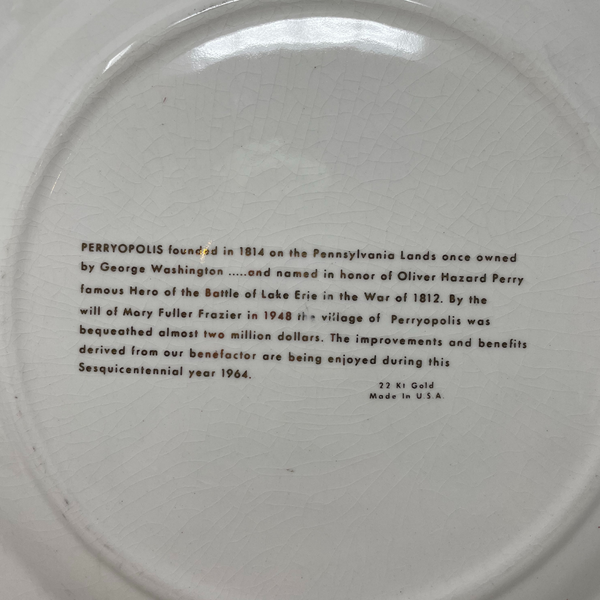 PERRYOPOLIS founded in 1814 on the Pennsylvania Lands once owned
by George Washington .....and named in honor of Oliver Hazard Perry
famous Hero of the Battle of Lake Erie in the War of 1812. By the
will of Mary Fuller Frazier in 1948 the village of Perryopolis was
bequeathed almost two million dollars. The improvements and benefits
derived from our benefactor are being enjoyed during this
Sesquicentennial year 1964.
22 Kt Gold
Made In U.S.A.